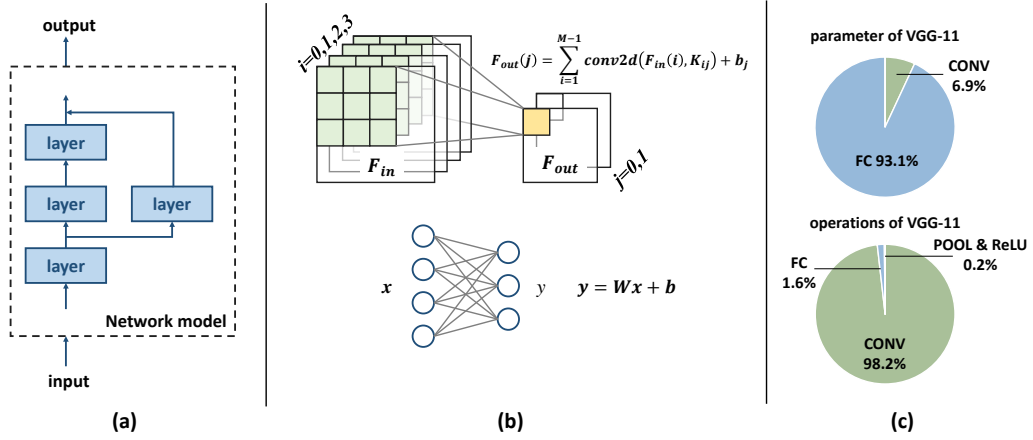 output
layer
layer
layer
layer
Network model
input
(a)
i=0,1,2,3
F_in
F_out(j) = ∑_{i=1}^{M-1} conv2d(F_in(i), K_ij) + b_j
F_out
j=0,1
x
y
y = Wx + b
(b)
parameter of VGG-11
CONV
6.9%
FC 93.1%
operations of VGG-11
POOL & ReLU
0.2%
FC
1.6%
CONV
98.2%
(c)